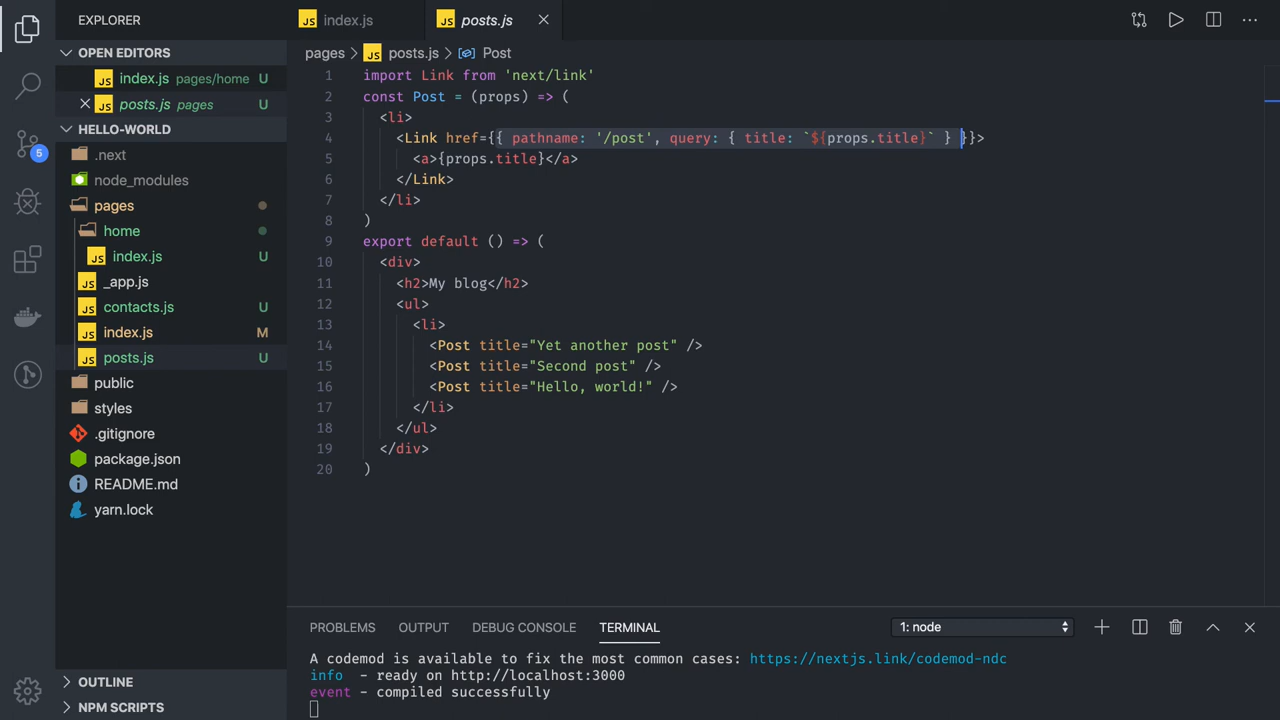 EXPLORER
OPEN EDITORS
JS index.js pages/home U
JS posts.js pages U
HELLO-WORLD
.next
node_modules
pages
home
JS index.js U
JS _app.js
JS contacts.js U
JS index.js M
JS posts.js U
public
styles
.gitignore
package.json
README.md
yarn.lock
OUTLINE
NPM SCRIPTS
5
JS index.js JS posts.js
pages JS posts.js Post
1 import Link from 'next/link'
2 const Post = (props) => (
3 <li>
4 <Link href={{ pathname: '/post', query: { title: `${props.title}` } }}>
5 <a>{props.title}</a>
6 </Link>
7 </li>
8 )
9 export default () => (
10 <div>
11 <h2>My blog</h2>
12 <ul>
13 <li>
14 <Post title="Yet another post" />
15 <Post title="Second post" />
16 <Post title="Hello, world!" />
17 </li>
18 </ul>
19 </div>
20 )
PROBLEMS OUTPUT DEBUG CONSOLE TERMINAL 1: node
A codemod is available to fix the most common cases: https://nextjs.link/codemod-ndc
info - ready on http://localhost:3000
event - compiled successfully